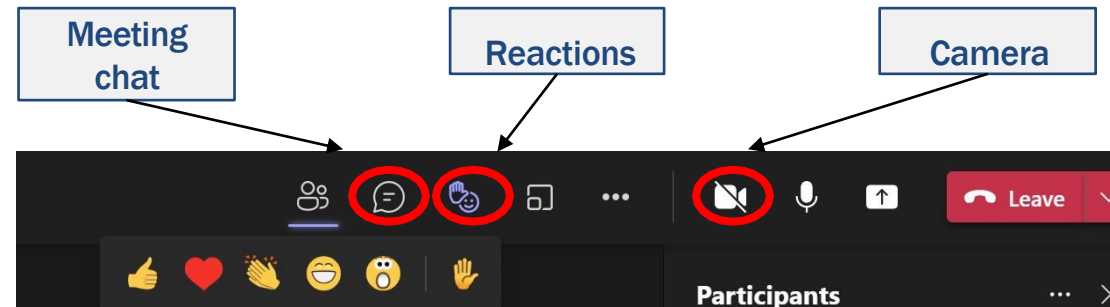 Meeting
chat
Reactions
Camera
Leave
Participants